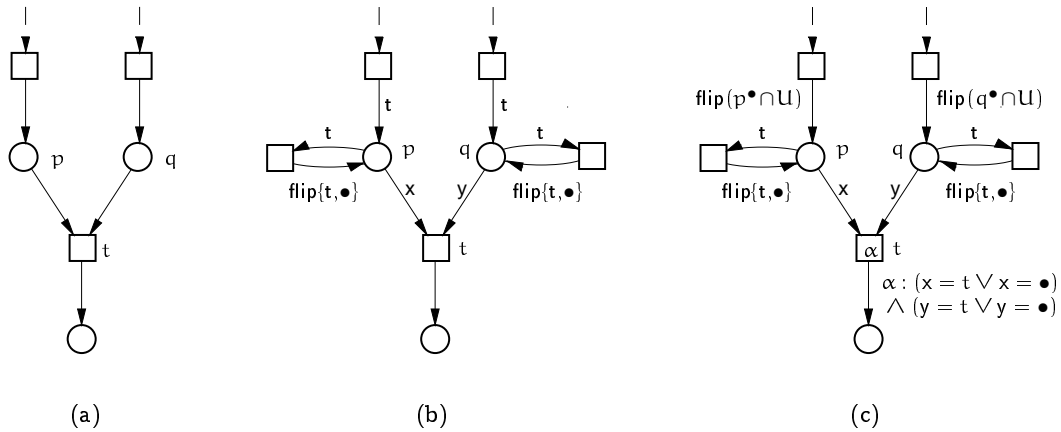 p
q
t
(a)
t
t
t
t
p
q
flip{t,●}
x
y
flip{t,●}
t
(b)
flip(p● ∩ U)
flip(q● ∩ U)
t
t
p
q
flip{t,●}
x
y
flip{t,●}
α
t
α : (x = t ∨ x = ●)
∧ (y = t ∨ y = ●)
(c)